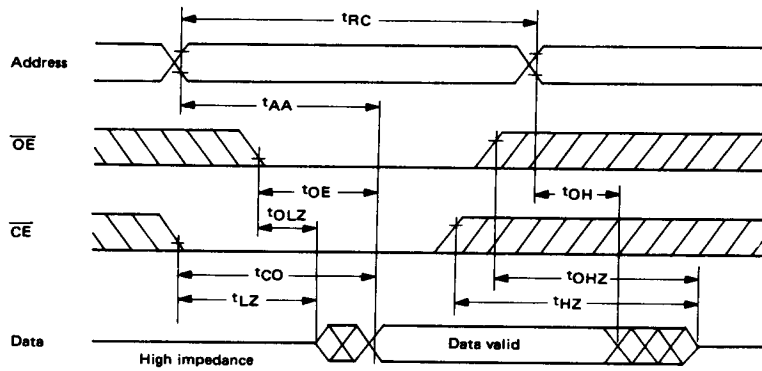 tRC
Address
tAA
OE
tOE
tOH
tOLZ
CE
tCO
tOHZ
tLZ
tHZ
Data
Data valid
High impedance